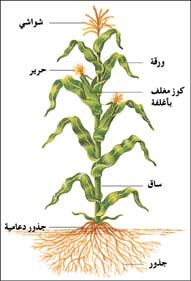 شواشي
ورقة
حرير
كوز مغلف
بأغلفة
ساق
جذور دعامية
جذور